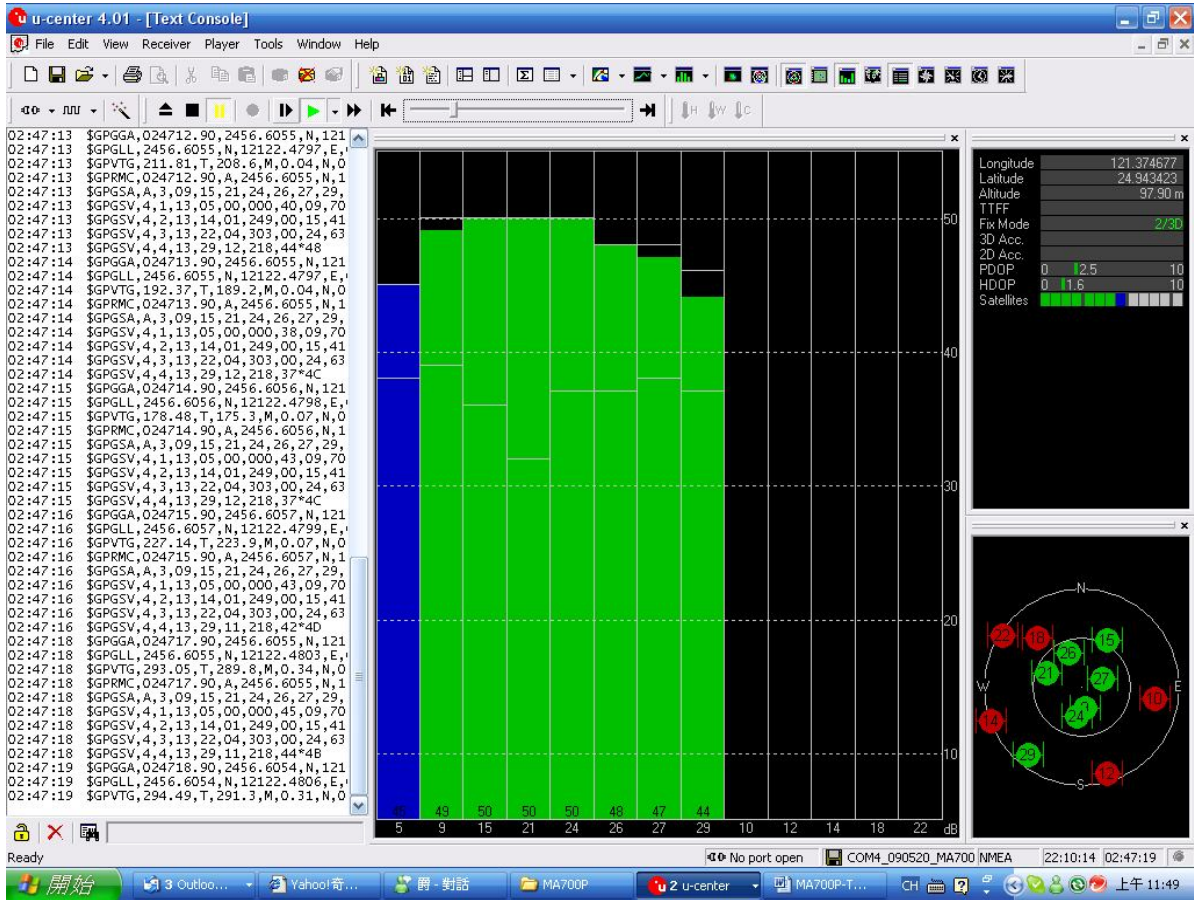 u-center 4.01 - [Text Console]
File Edit View Receiver Player Tools Window Help
02:47:13 $GPGGA,024712.90,2456.6055,N,121
02:47:13 $GPGLL,2456.6055,N,12122.4797,E,
02:47:13 $GPVTG,211.81,T,208.6,M,0.04,N,0
02:47:13 $GPRMC,024712.90,A,2456.6055,N,1
02:47:13 $GPGSA,A,3,09,15,21,24,26,27,29,
02:47:13 $GPGSV,4,1,13,05,00,000,40,09,70
02:47:13 $GPGSV,4,2,13,14,01,249,00,15,41
02:47:13 $GPGSV,4,3,13,22,04,303,00,24,63
02:47:13 $GPGSV,4,4,13,29,12,218,44*48
02:47:14 $GPGGA,024713.90,2456.6055,N,121
02:47:14 $GPGLL,2456.6055,N,12122.4797,E,
02:47:14 $GPVTG,192.37,T,189.2,M,0.04,N,0
02:47:14 $GPRMC,024713.90,A,2456.6055,N,1
02:47:14 $GPGSA,A,3,09,15,21,24,26,27,29,
02:47:14 $GPGSV,4,1,13,05,00,000,38,09,70
02:47:14 $GPGSV,4,2,13,14,01,249,00,15,41
02:47:14 $GPGSV,4,3,13,22,04,303,00,24,63
02:47:14 $GPGSV,4,4,13,29,12,218,37*4C
02:47:15 $GPGGA,024714.90,2456.6056,N,121
02:47:15 $GPGLL,2456.6056,N,12122.4798,E,
02:47:15 $GPVTG,178.48,T,175.3,M,0.07,N,0
02:47:15 $GPRMC,024714.90,A,2456.6056,N,1
02:47:15 $GPGSA,A,3,09,15,21,24,26,27,29,
02:47:15 $GPGSV,4,1,13,05,00,000,43,09,70
02:47:15 $GPGSV,4,2,13,14,01,249,00,15,41
02:47:15 $GPGSV,4,3,13,22,04,303,00,24,63
02:47:15 $GPGSV,4,4,13,29,12,218,37*4C
02:47:16 $GPGGA,024715.90,2456.6057,N,121
02:47:16 $GPGLL,2456.6057,N,12122.4799,E,
02:47:16 $GPVTG,227.14,T,223.9,M,0.07,N,0
02:47:16 $GPRMC,024715.90,A,2456.6057,N,1
02:47:16 $GPGSA,A,3,09,15,21,24,26,27,29,
02:47:16 $GPGSV,4,1,13,05,00,000,43,09,70
02:47:16 $GPGSV,4,2,13,14,01,249,00,15,41
02:47:16 $GPGSV,4,3,13,22,04,303,00,24,63
02:47:16 $GPGSV,4,4,13,29,11,218,42*4D
02:47:18 $GPGGA,024717.90,2456.6055,N,121
02:47:18 $GPGLL,2456.6055,N,12122.4803,E,
02:47:18 $GPVTG,293.05,T,289.8,M,0.34,N,0
02:47:18 $GPRMC,024717.90,A,2456.6055,N,1
02:47:18 $GPGSA,A,3,09,15,21,24,26,27,29,
02:47:18 $GPGSV,4,1,13,05,00,000,45,09,70
02:47:18 $GPGSV,4,2,13,14,01,249,00,15,41
02:47:18 $GPGSV,4,3,13,22,04,303,00,24,63
02:47:18 $GPGSV,4,4,13,29,11,218,44*4B
02:47:19 $GPGGA,024718.90,2456.6054,N,121
02:47:19 $GPGLL,2456.6054,N,12122.4806,E,
02:47:19 $GPVTG,294.49,T,291.3,M,0.31,N,0
50
40
30
20
10
45 49 50 50 50 48 47 44
5 9 15 21 24 26 27 29 10 12 14 18 22 dB
Longitude 121.374677
Latitude 24.943423
Altitude 97.90 m
TTFF
Fix Mode 2/3D
3D Acc.
2D Acc.
PDOP 0 2.5 10
HDOP 0 1.6 10
Satellites
N
22 18 15
26
21 27
W E
10
24
14
29
12
S
Ready No port open COM4_090520_MA700 NMEA 22:10:14 02:47:19
開始 3 Outloo... Yahoo!奇... 爵 - 對話 MA700P 2 u-center MA700P-T... CH 上午 11:49